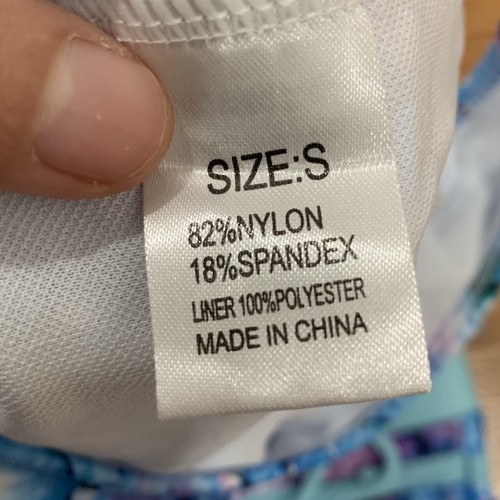 SIZE:S
82%NYLON
18%SPANDEX
LINER 100%POLYESTER
MADE IN CHINA